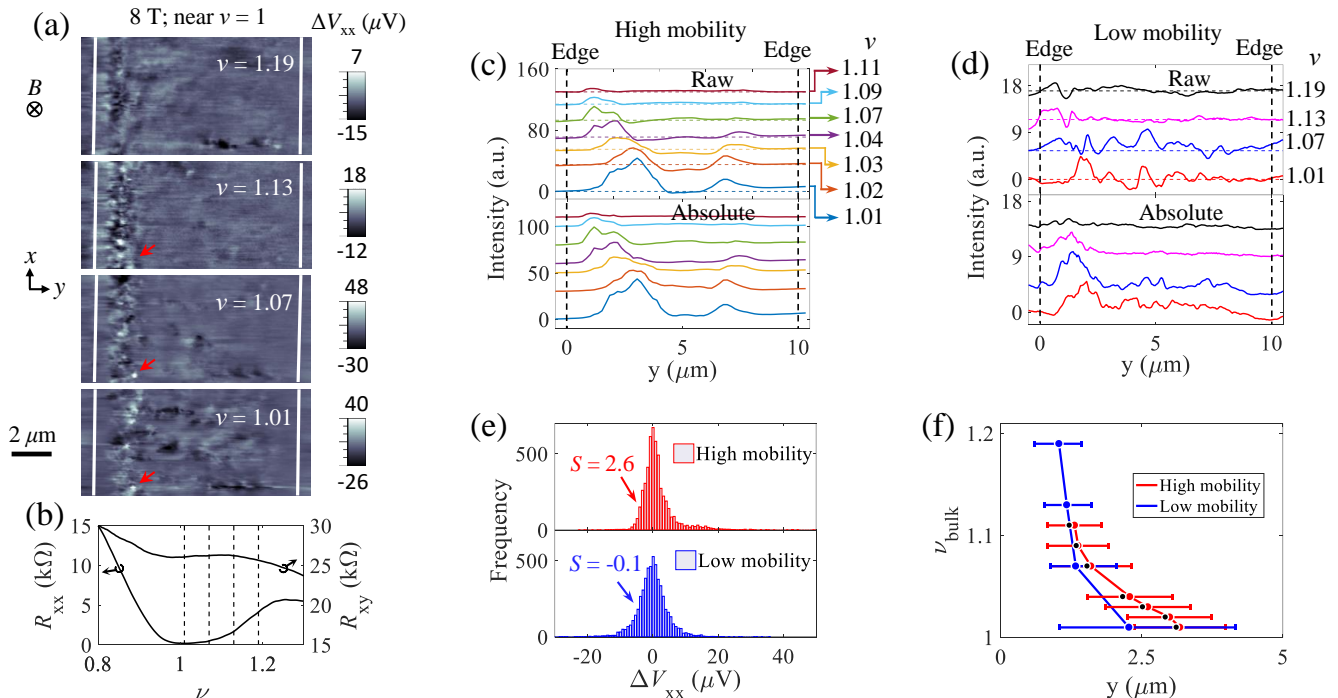 (a)
8 T; near ν = 1
ΔVxx (μV)
B
ν = 1.19
7
-15
ν = 1.13
18
-12
x
y
ν = 1.07
48
-30
ν = 1.01
40
-26
2 μm
(b)
15
10
5
0
Rxx (kΩ)
30
25
20
15
Rxy (kΩ)
0.8
1
1.2
ν
(c)
High mobility
Edge
Edge
ν
160
80
0
Raw
1.11
1.09
1.07
1.04
1.03
1.02
1.01
Absolute
100
50
0
Intensity (a.u.)
0
5
10
y (μm)
(d)
Low mobility
Edge
Edge
ν
18
9
0
Raw
1.19
1.13
1.07
1.01
Absolute
18
9
0
Intensity (a.u.)
0
5
10
y (μm)
(e)
500
0
S = 2.6
High mobility
500
0
S = -0.1
Low mobility
Frequency
-20
0
20
40
ΔVxx (μV)
(f)
1.2
1.1
1
νbulk
High mobility
Low mobility
0
2.5
5
y (μm)